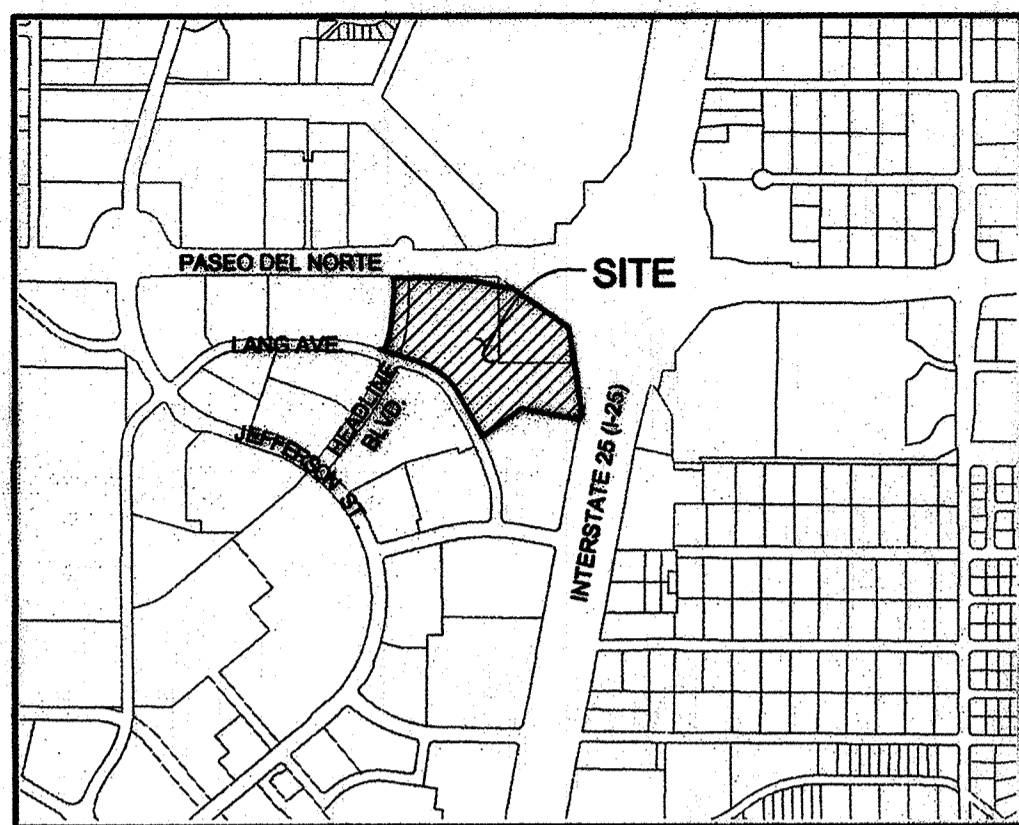 PASEO DEL NORTE
SITE
LANG AVE
HEADLINE
BLVD.
JEFFERSON ST.
INTERSTATE 25 (I-25)